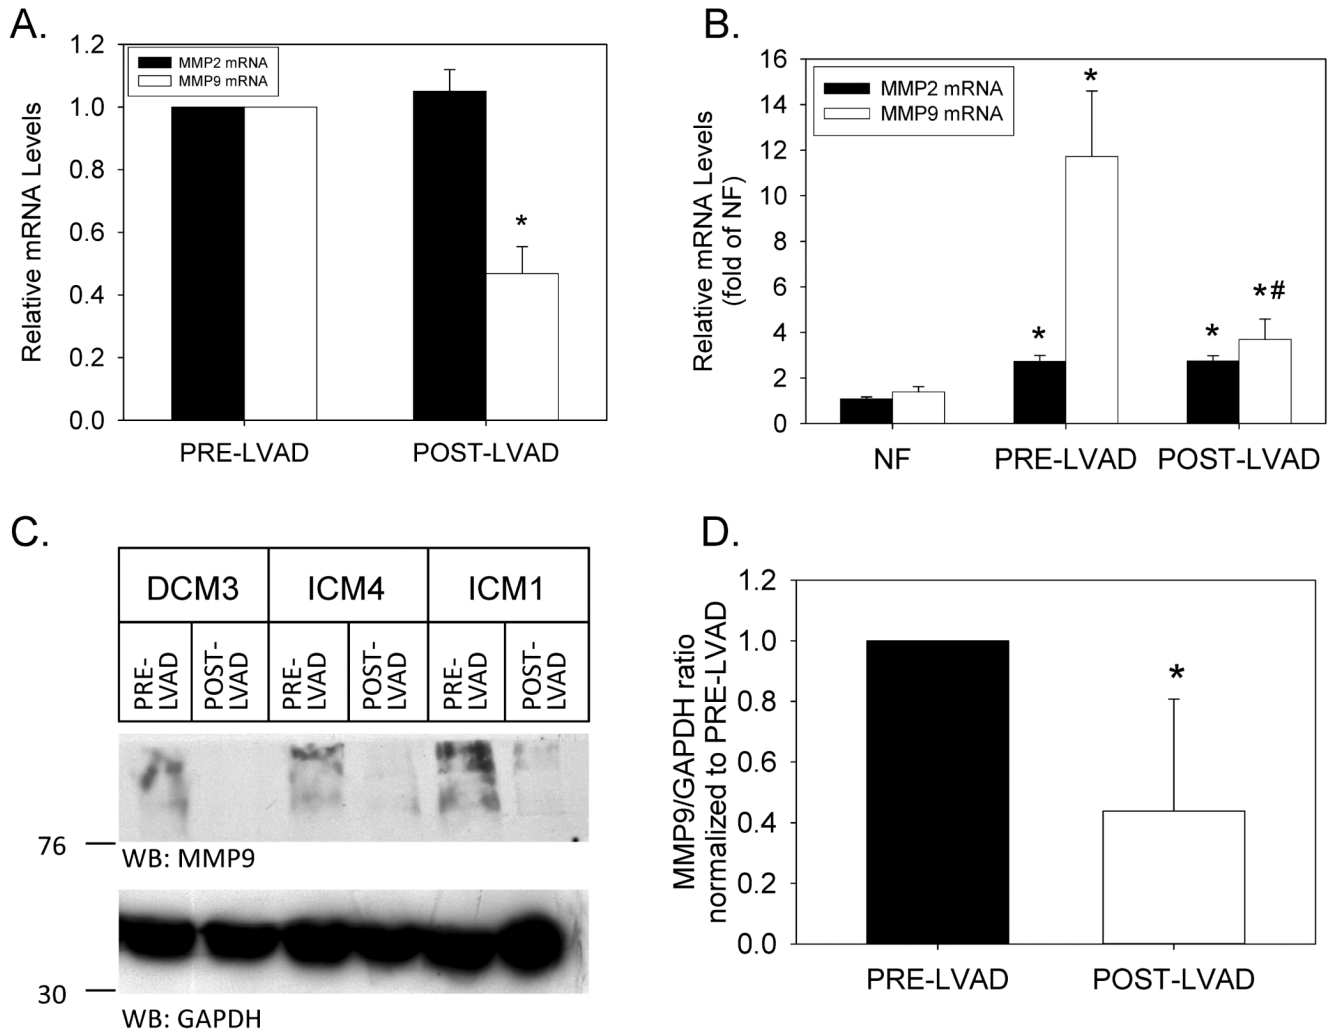 A.
Relative mRNA Levels
1.2
1.0
0.8
0.6
0.4
0.2
0.0
MMP2 mRNA
MMP9 mRNA
*
PRE-LVAD
POST-LVAD
B.
Relative mRNA Levels
(fold of NF)
16
14
12
10
8
6
4
2
0
MMP2 mRNA
MMP9 mRNA
*
*
*
*#
NF
PRE-LVAD
POST-LVAD
C.
DCM3
ICM4
ICM1
PRE-
LVAD
POST-
LVAD
PRE-
LVAD
POST-
LVAD
PRE-
LVAD
POST-
LVAD
76
WB: MMP9
30
WB: GAPDH
D.
MMP9/GAPDH ratio
normalized to PRE-LVAD
1.2
1.0
0.8
0.6
0.4
0.2
0.0
*
PRE-LVAD
POST-LVAD